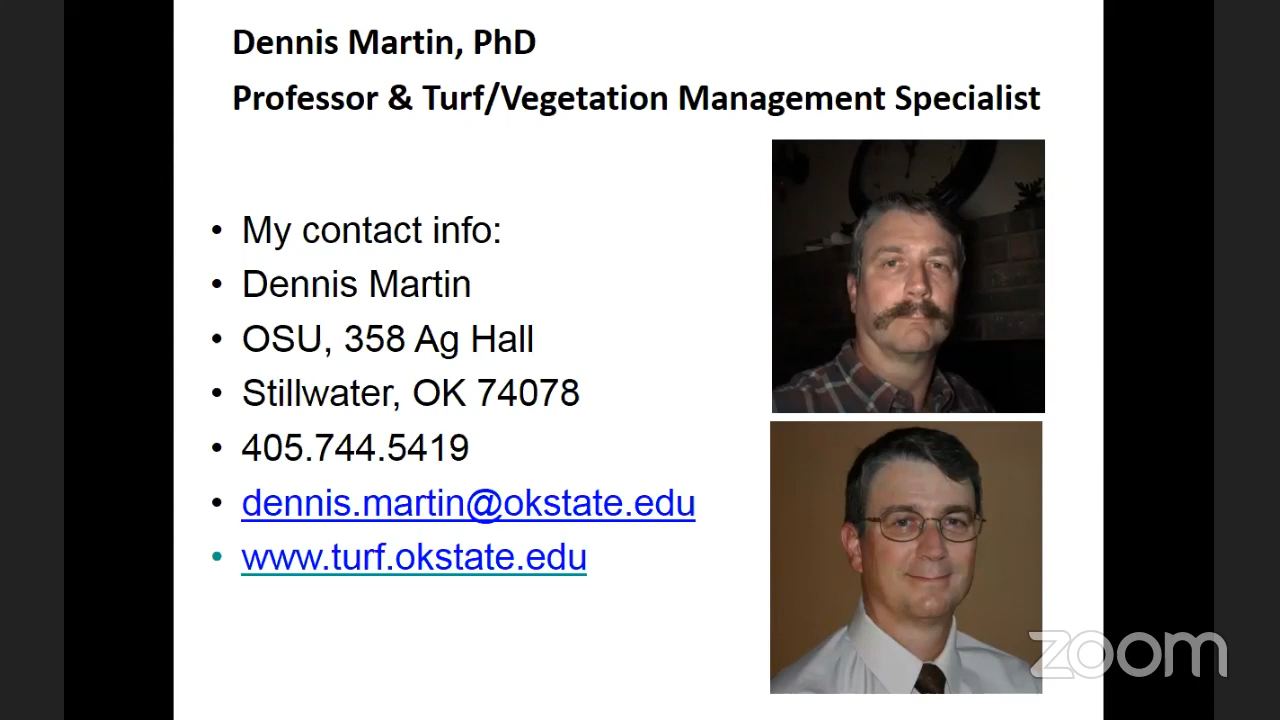 Dennis Martin, PhD
Professor & Turf/Vegetation Management Specialist
• My contact info:
• Dennis Martin
• OSU, 358 Ag Hall
• Stillwater, OK 74078
• 405.744.5419
• dennis.martin@okstate.edu
• www.turf.okstate.edu
zoom